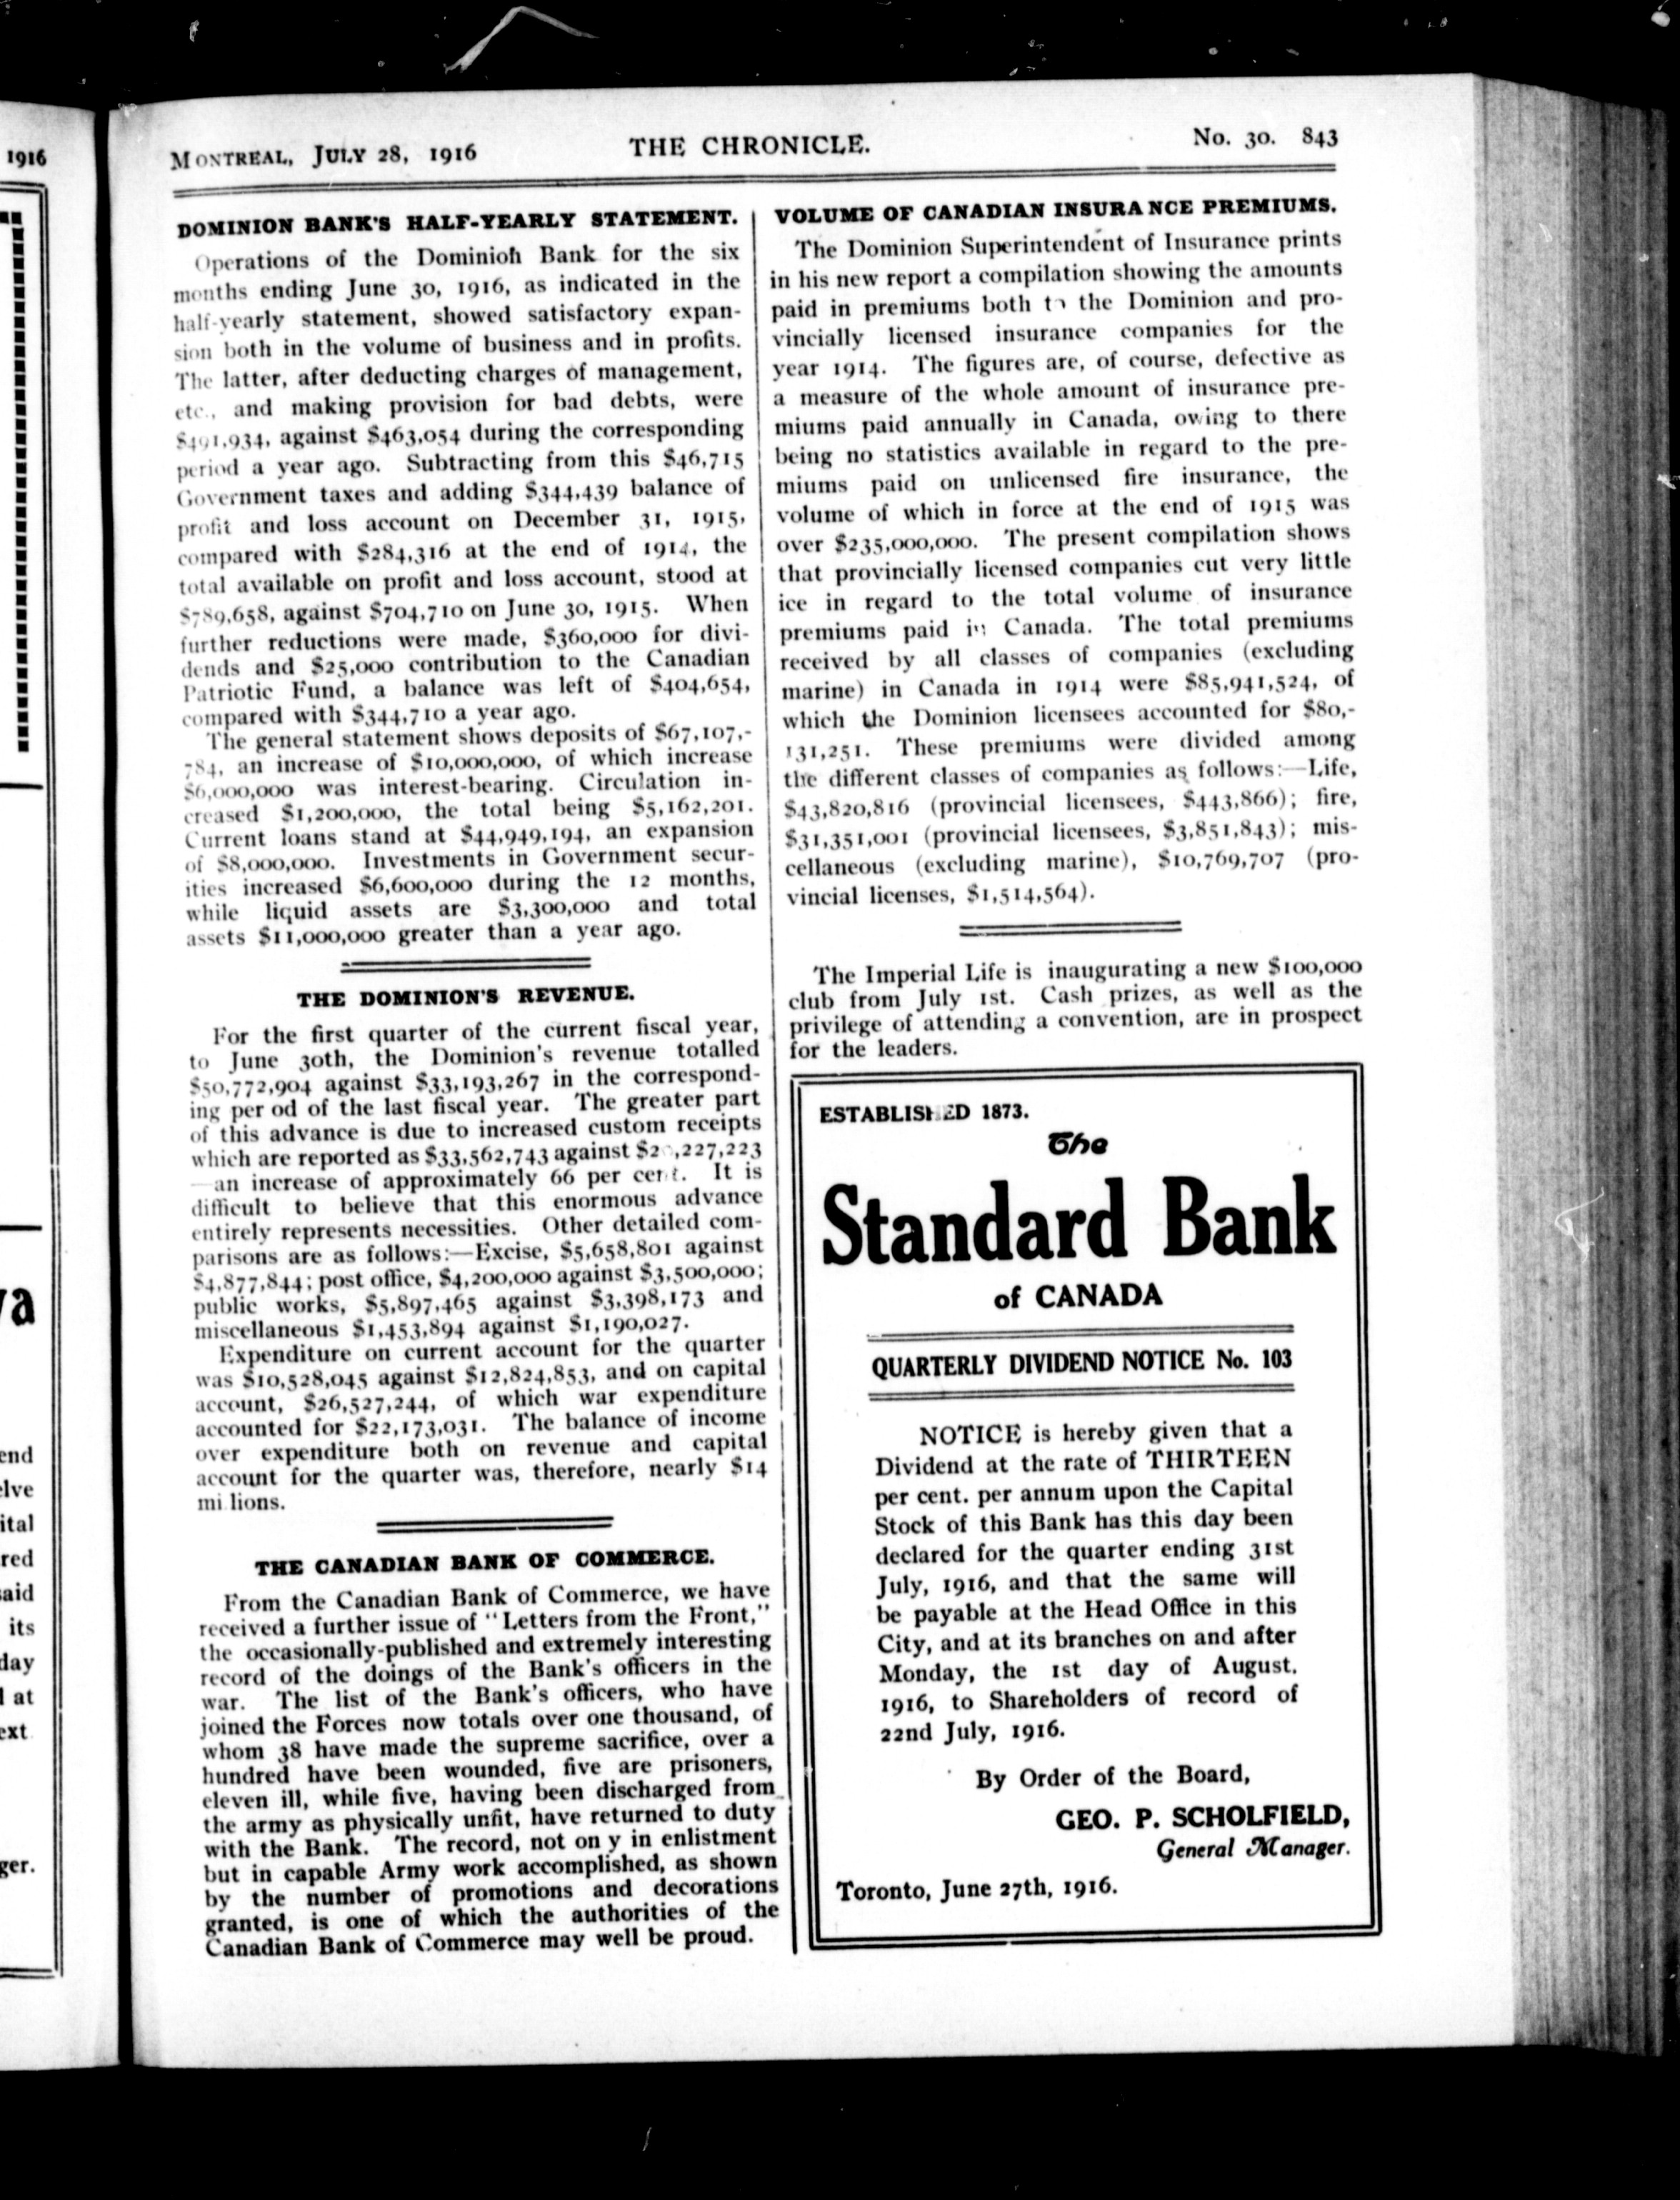 1916
va
end
elve
ital
red
said
its
day
l at
ext
ger.
MONTREAL, JULY 28, 1916 THE CHRONICLE. No. 30. 843
DOMINION BANK'S HALF-YEARLY STATEMENT.
Operations of the Dominion Bank for the six
months ending June 30, 1916, as indicated in the
half-yearly statement, showed satisfactory expan-
sion both in the volume of business and in profits.
The latter, after deducting charges of management,
etc., and making provision for bad debts, were
$491,934, against $463,054 during the corresponding
period a year ago. Subtracting from this $46,715
Government taxes and adding $344,439 balance of
profit and loss account on December 31, 1915,
compared with $284,316 at the end of 1914, the
total available on profit and loss account, stood at
$789,658, against $704,710 on June 30, 1915. When
further reductions were made, $360,000 for divi-
dends and $25,000 contribution to the Canadian
Patriotic Fund, a balance was left of $404,654,
compared with $344,710 a year ago.
The general statement shows deposits of $67,107,-
784, an increase of $10,000,000, of which increase
$6,000,000 was interest-bearing. Circulation in-
creased $1,200,000, the total being $5,162,201.
Current loans stand at $44,949,194, an expansion
of $8,000,000. Investments in Government secur-
ities increased $6,600,000 during the 12 months,
while liquid assets are $3,300,000 and total
assets $11,000,000 greater than a year ago.
THE DOMINION'S REVENUE.
For the first quarter of the current fiscal year,
to June 30th, the Dominion's revenue totalled
$50,772,904 against $33,193,267 in the correspond-
ing per od of the last fiscal year. The greater part
of this advance is due to increased custom receipts
which are reported as $33,562,743 against
—an increase of approximately 66 per cent. It is
difficult to believe that this enormous advance
entirely represents necessities. Other detailed com-
parisons are as follows:—Excise, $5,658,801 against
$4,877,844; post office, $4,200,000 against $3,500,000;
public works, $5,897,465 against $3,398,173 and
miscellaneous $1,453,894 against $1,190,027.
Expenditure on current account for the quarter
was $10,528,045 against $12,824,853, and on capital
account, $26,527,244, of which war expenditure
accounted for $22,173,031. The balance of income
over expenditure both on revenue and capital
account for the quarter was, therefore, nearly $14
mi lions.
THE CANADIAN BANK OF COMMERCE.
From the Canadian Bank of Commerce, we have
received a further issue of "Letters from the Front,"
the occasionally-published and extremely interesting
record of the doings of the Bank's officers in the
war. The list of the Bank's officers, who have
joined the Forces now totals over one thousand, of
whom 38 have made the supreme sacrifice, over a
hundred have been wounded, five are prisoners,
eleven ill, while five, having been discharged from
the army as physically unfit, have returned to duty
with the Bank. The record, not on y in enlistment
but in capable Army work accomplished, as shown
by the number of promotions and decorations
granted, is one of which the authorities of the
Canadian Bank of Commerce may well be proud.
VOLUME OF CANADIAN INSURANCE PREMIUMS.
The Dominion Superintendent of Insurance prints
in his new report a compilation showing the amounts
paid in premiums both to the Dominion and pro-
vincially licensed insurance companies for the
year 1914. The figures are, of course, defective as
a measure of the whole amount of insurance pre-
miums paid annually in Canada, owing to there
being no statistics available in regard to the pre-
miums paid on unlicensed fire insurance, the
volume of which in force at the end of 1915 was
over $235,000,000. The present compilation shows
that provincially licensed companies cut very little
ice in regard to the total volume of insurance
premiums paid in Canada. The total premiums
received by all classes of companies (excluding
marine) in Canada in 1914 were $85,941,524, of
which the Dominion licensees accounted for $80,-
131,251. These premiums were divided among
the different classes of companies as follows:—Life,
$43,820,816 (provincial licensees, $443,866); fire,
$31,351,001 (provincial licensees, $3,851,843); mis-
cellaneous (excluding marine), $10,769,707 (pro-
vincial licenses, $1,514,564).
The Imperial Life is inaugurating a new $100,000
club from July 1st. Cash prizes, as well as the
privilege of attending a convention, are in prospect
for the leaders.
ESTABLISHED 1873.
The
Standard Bank
of CANADA
QUARTERLY DIVIDEND NOTICE No. 103
NOTICE is hereby given that a
Dividend at the rate of THIRTEEN
per cent. per annum upon the Capital
Stock of this Bank has this day been
declared for the quarter ending 31st
July, 1916, and that the same will
be payable at the Head Office in this
City, and at its branches on and after
Monday, the 1st day of August.
1916, to Shareholders of record of
22nd July, 1916.
By Order of the Board,
GEO. P. SCHOLFIELD,
General Manager.
Toronto, June 27th, 1916.